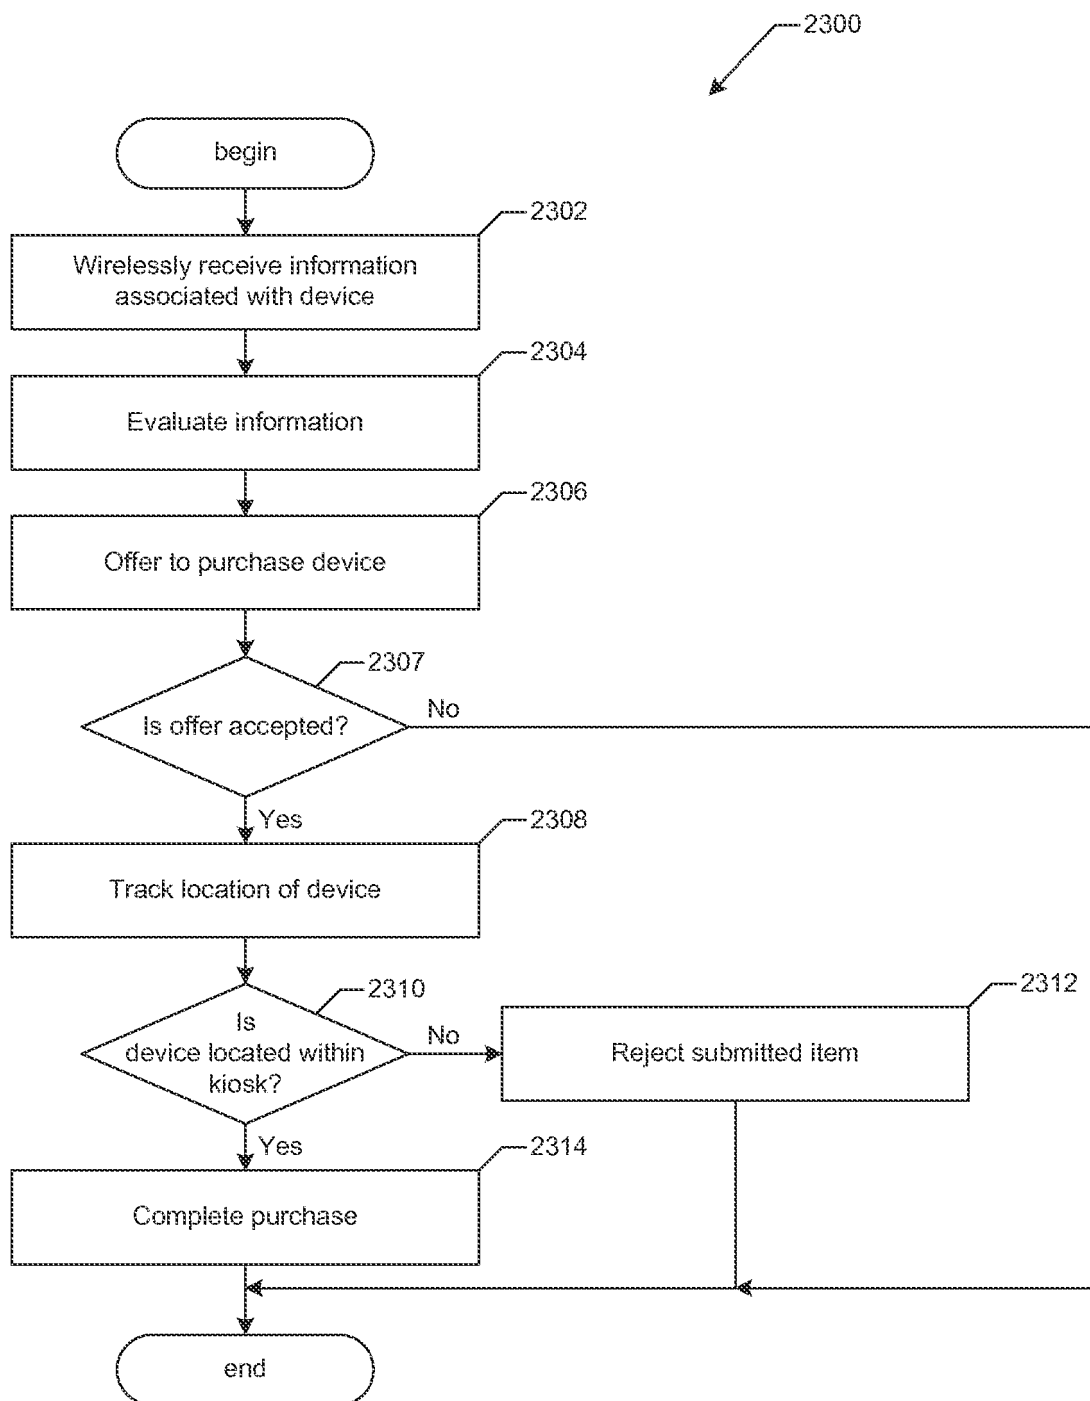 2300
begin
2302
Wirelessly receive information
associated with device
2304
Evaluate information
2306
Offer to purchase device
2307
Is offer accepted?
No
Yes
2308
Track location of device
2310
Is
device located within
kiosk?
No
2312
Reject submitted item
Yes
2314
Complete purchase
end